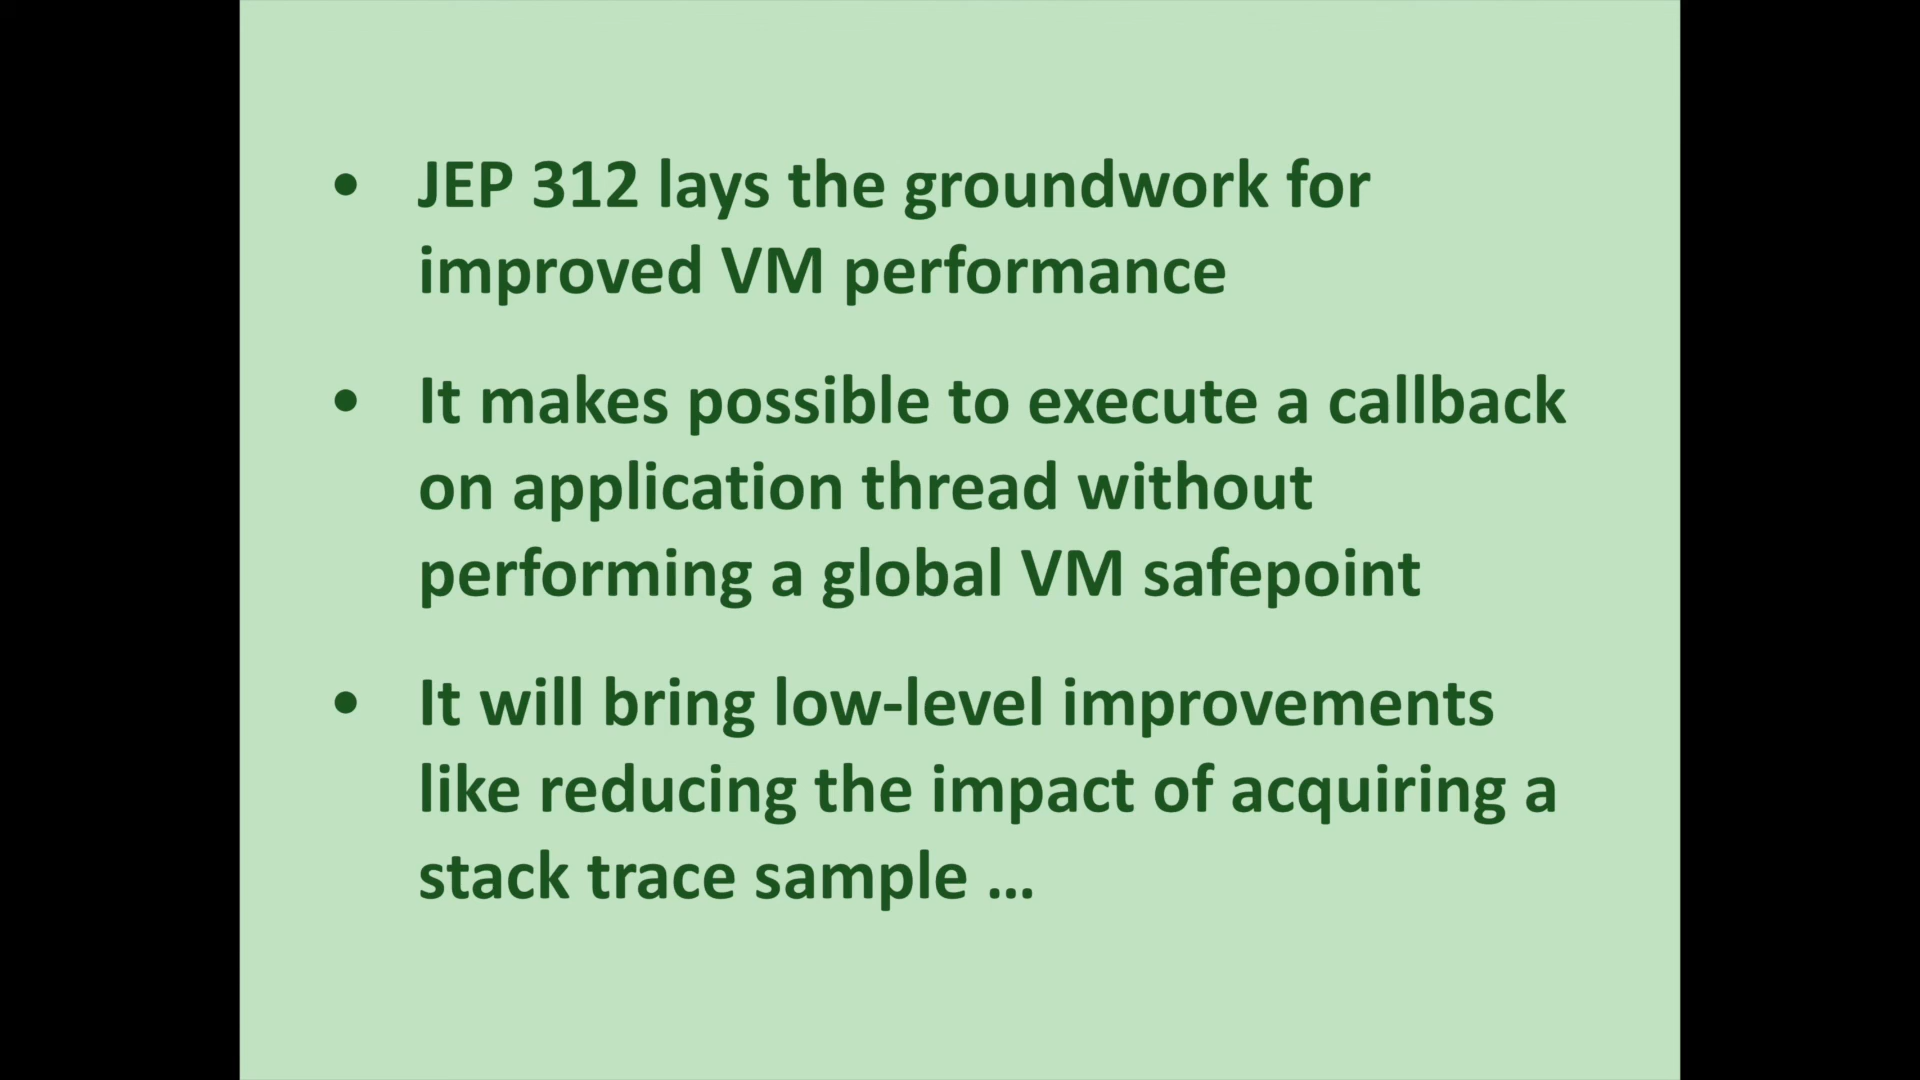 • JEP 312 lays the groundwork for
improved VM performance
• It makes possible to execute a callback
on application thread without
performing a global VM safepoint
• It will bring low-level improvements
like reducing the impact of acquiring a
stack trace sample ...